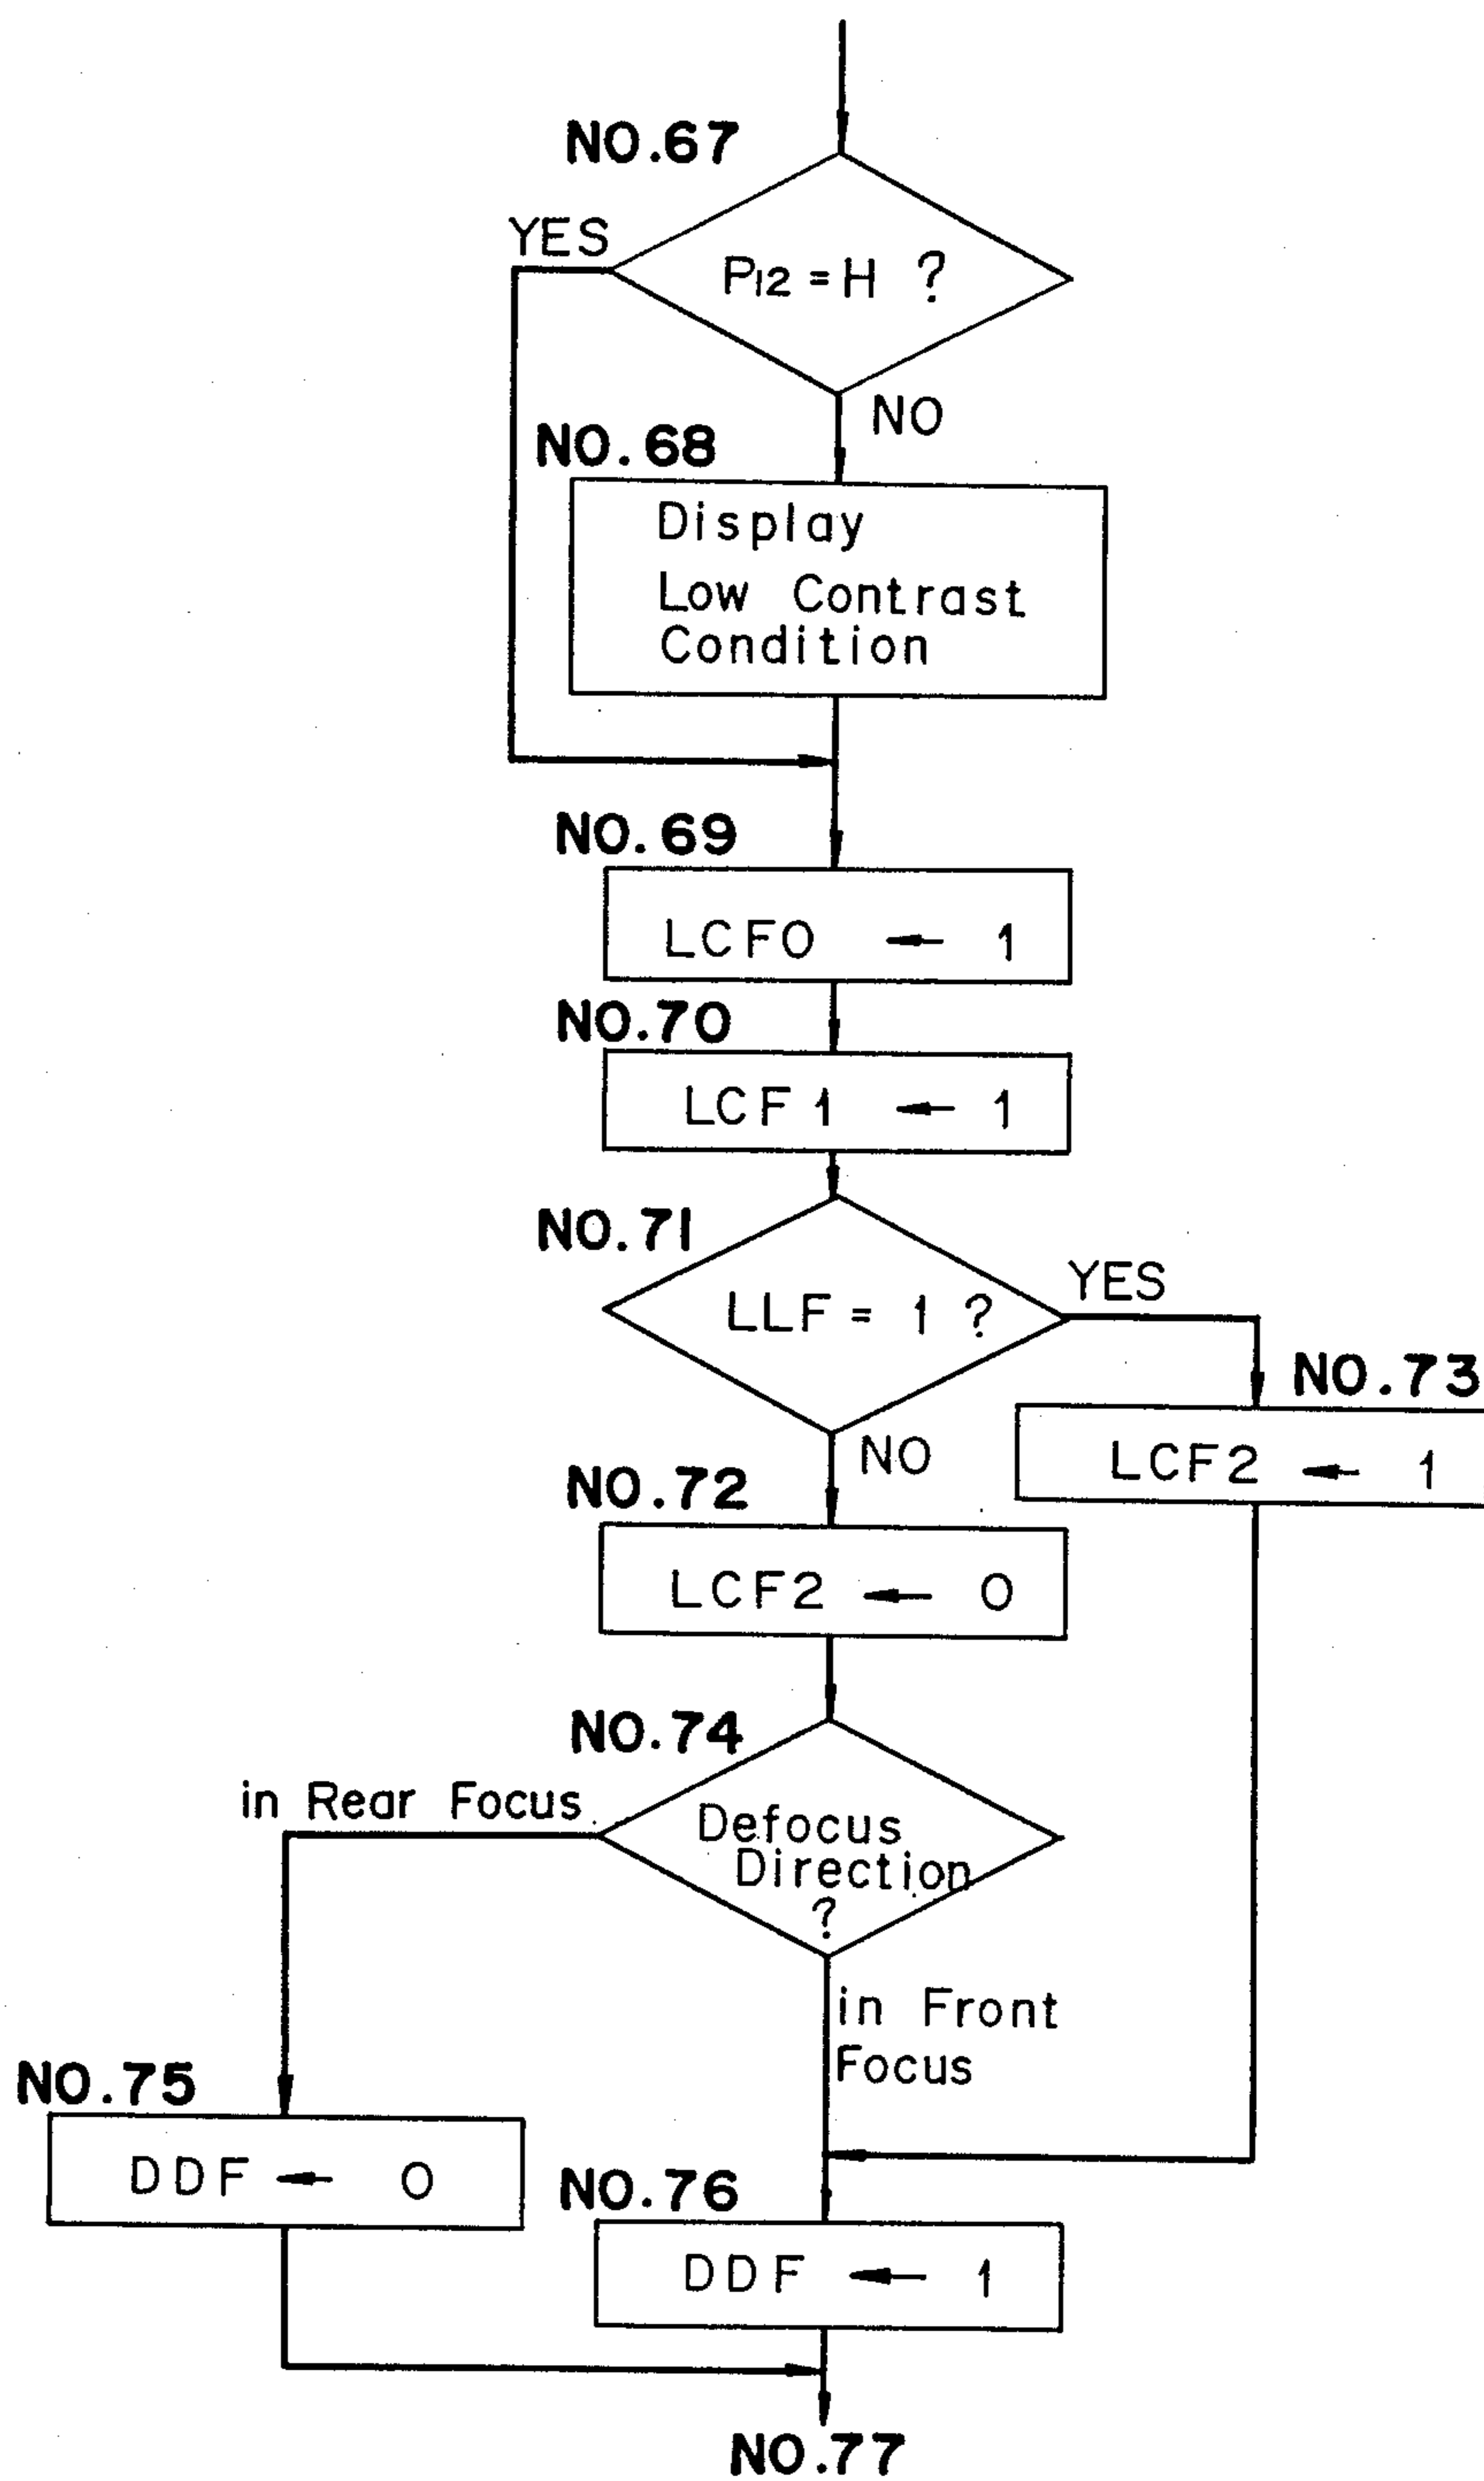 NO.67
YES
P12 = H ?
NO
NO.68
Display
Low Contrast
Condition
NO.69
LCF0 ← 1
NO.70
LCF1 ← 1
NO.71
LLF = 1 ?
YES
NO.73
LCF2 ← 1
NO
NO.72
LCF2 ← 0
NO.74
in Rear Focus
Defocus
Direction
?
in Front
Focus
NO.75
DDF ← 0
NO.76
DDF ← 1
NO.77